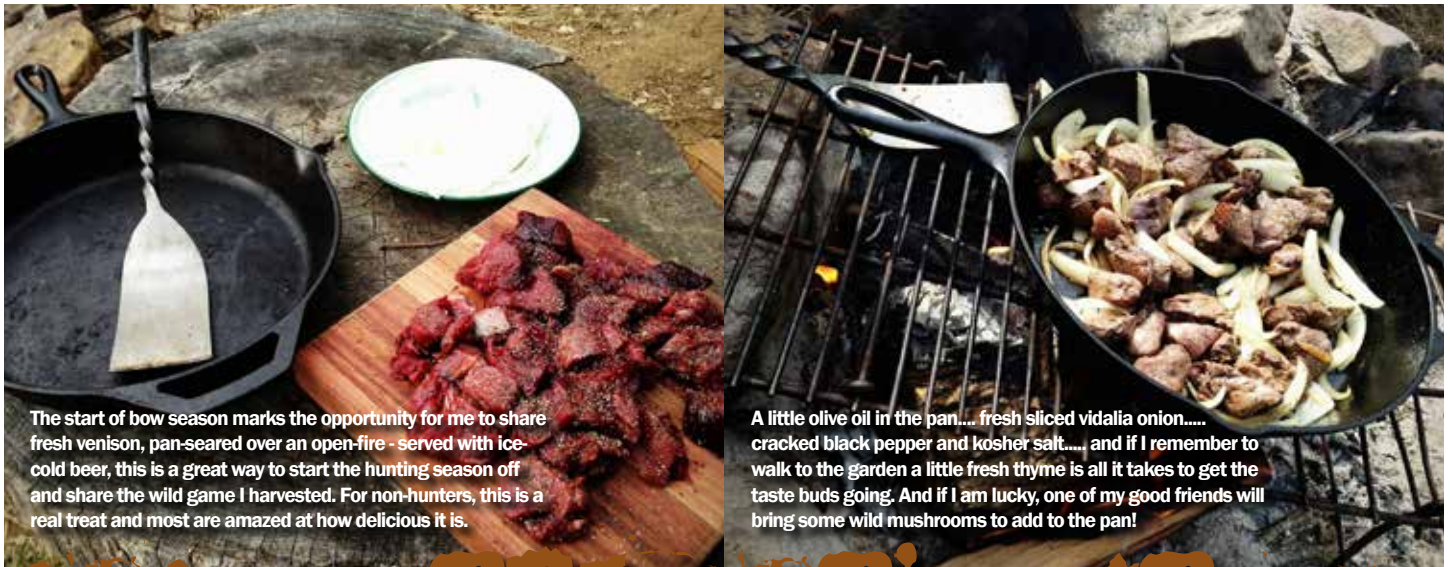 The start of bow season marks the opportunity for me to share
fresh venison, pan-seared over an open-fire - served with ice-
cold beer, this is a great way to start the hunting season off
and share the wild game I harvested. For non-hunters, this is a
real treat and most are amazed at how delicious it is.
A little olive oil in the pan.... fresh sliced vidalia onion.....
cracked black pepper and kosher salt..... and if I remember to
walk to the garden a little fresh thyme is all it takes to get the
taste buds going. And if I am lucky, one of my good friends will
bring some wild mushrooms to add to the pan!